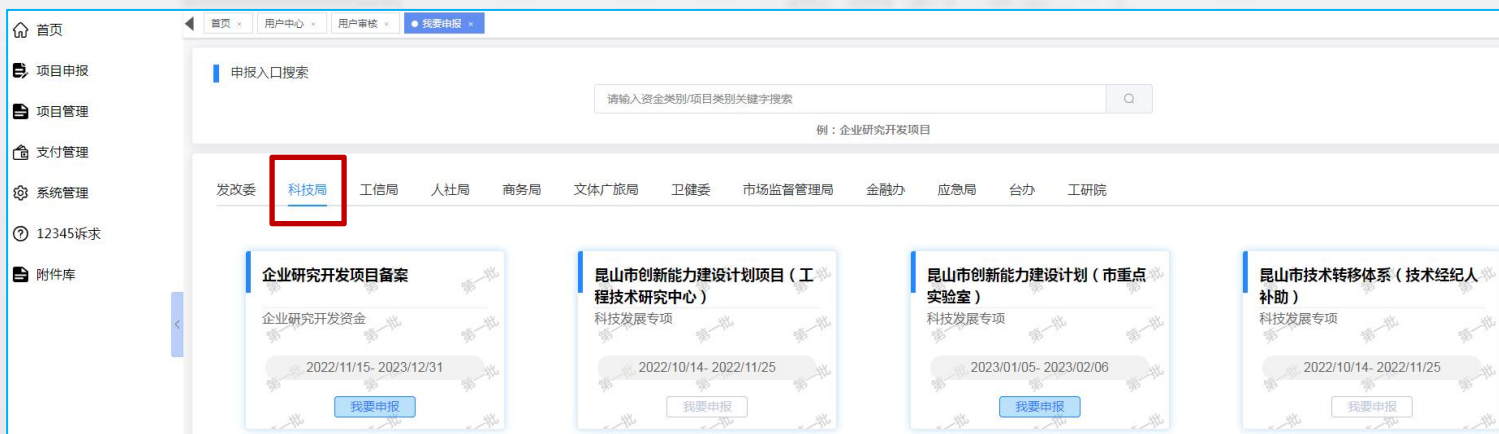 首页
项目申报
项目管理
支付管理
系统管理
12345诉求
附件库
首页 × 用户中心 × 用户审核 × 我要申报 ×
申报入口搜索
请输入资金类别/项目类别关键字搜索
例：企业研究开发项目
发改委 科技局 工信局 人社局 商务局 文体广旅局 卫健委 市场监督管理局 金融办 应急局 台办 工研院
企业研究开发项目备案
企业研究开发资金
2022/11/15- 2023/12/31
我要申报
昆山市创新能力建设计划项目（工
程技术研究中心）
科技发展专项
2022/10/14- 2022/11/25
我要申报
昆山市创新能力建设计划（市重点
实验室）
科技发展专项
2023/01/05- 2023/02/06
我要申报
昆山市技术转移体系（技术经纪人
补助）
科技发展专项
2022/10/14- 2022/11/25
我要申报
第一批